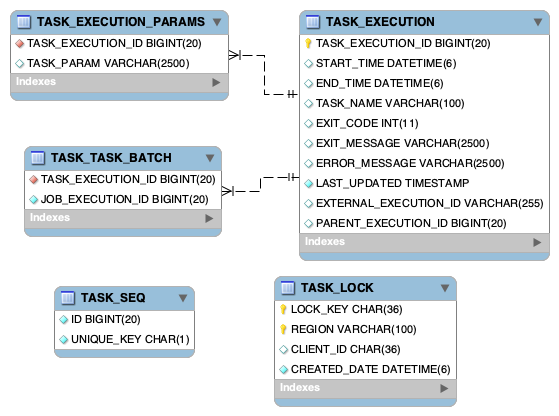 TASK_EXECUTION_PARAMS
TASK_EXECUTION_ID BIGINT(20)
TASK_PARAM VARCHAR(2500)
Indexes
TASK_EXECUTION
TASK_EXECUTION_ID BIGINT(20)
START_TIME DATETIME(6)
END_TIME DATETIME(6)
TASK_NAME VARCHAR(100)
EXIT_CODE INT(11)
EXIT_MESSAGE VARCHAR(2500)
ERROR_MESSAGE VARCHAR(2500)
LAST_UPDATED TIMESTAMP
EXTERNAL_EXECUTION_ID VARCHAR(255)
PARENT_EXECUTION_ID BIGINT(20)
Indexes
TASK_TASK_BATCH
TASK_EXECUTION_ID BIGINT(20)
JOB_EXECUTION_ID BIGINT(20)
Indexes
TASK_SEQ
ID BIGINT(20)
UNIQUE_KEY CHAR(1)
TASK_LOCK
LOCK_KEY CHAR(36)
REGION VARCHAR(100)
CLIENT_ID CHAR(36)
CREATED_DATE DATETIME(6)
Indexes